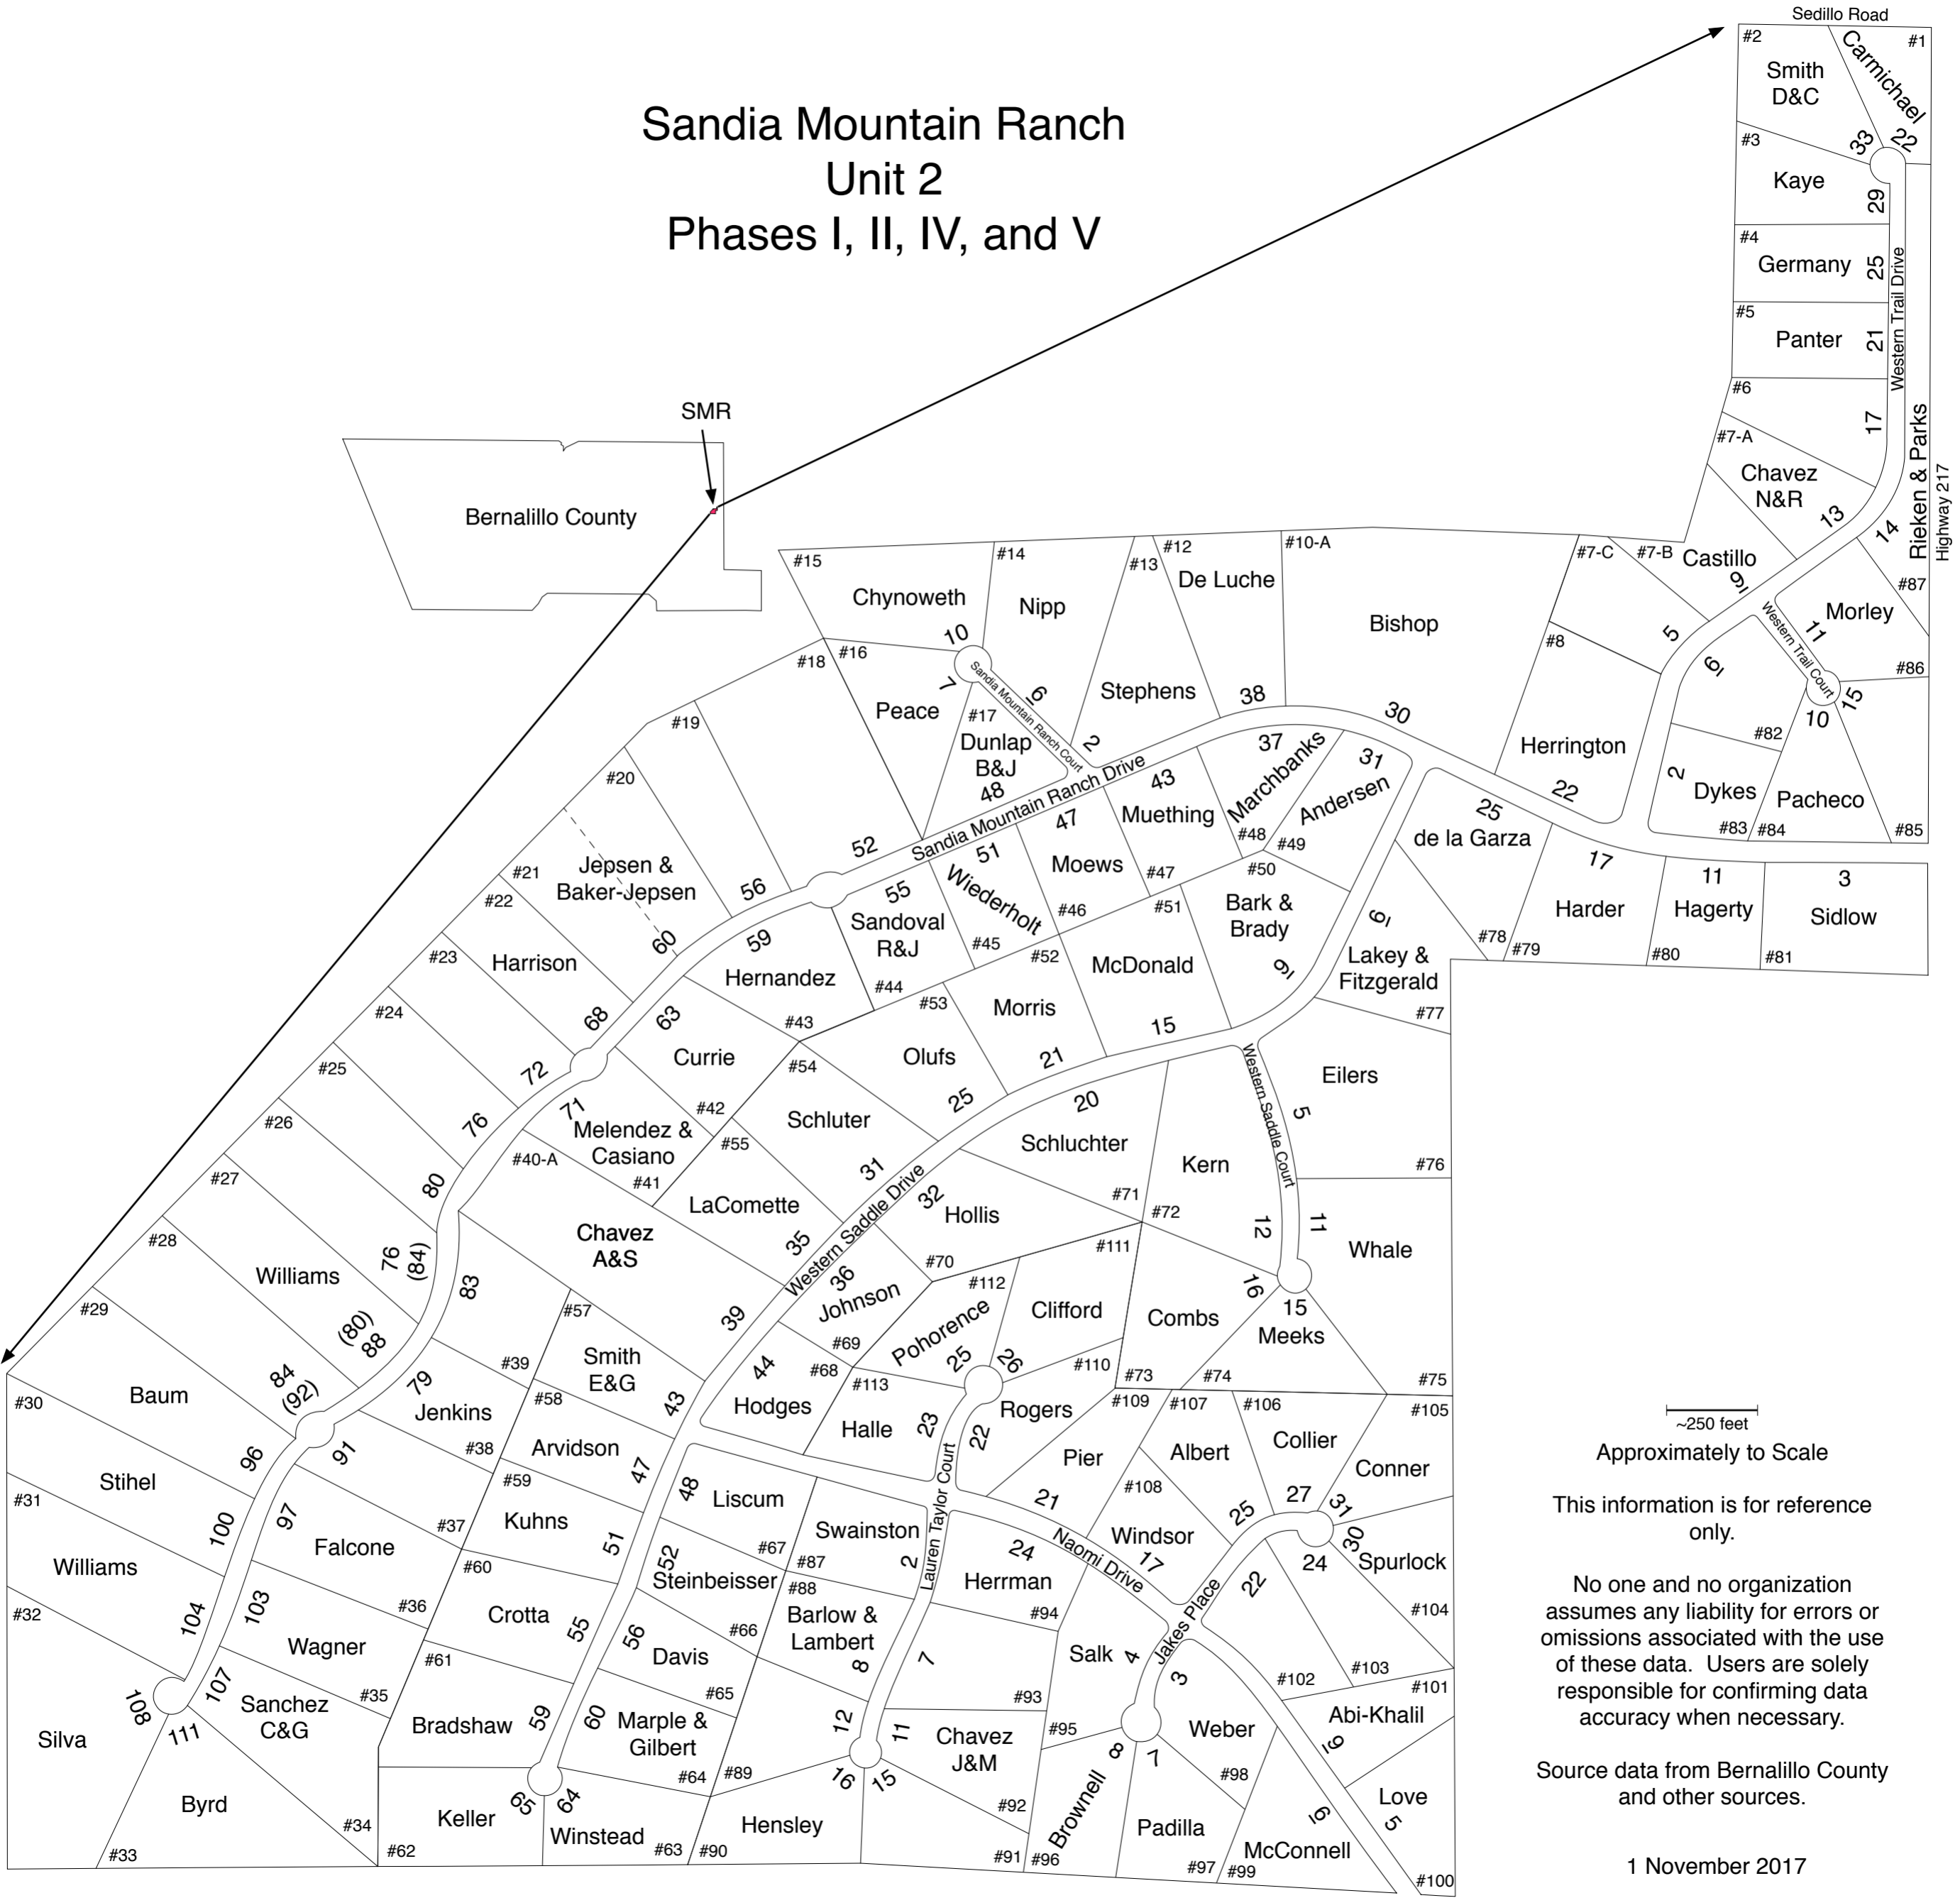 Sedillo Road
Sandia Mountain Ranch
Unit 2
Phases I, II, IV, and V
#2
Smith
D&C
33
Carmichael
#1
22
#3
Kaye
29
#4
Germany
25
#5
Panter
21
Western Trail Drive
#6
17
#7-A
Chavez
N&R
13
Rieken & Parks
Highway 217
14
#87
SMR
Bernalillo County
#15
Chynoweth
10
#14
Nipp
6
#13
Stephens
2
#12
De Luche
38
#10-A
Bishop
30
#7-C
5
#7-B
Castillo
9
#8
Herrington
22
Morley
11
#86
Western Trail Court
15
10
6
#82
2
Dykes
#83
#84
Pacheco
#85
#18
#16
Peace
7
Sandia Mountain Ranch Court
#17
Dunlap
B&J
48
52
Sandia Mountain Ranch Drive
#19
56
#20
#21
Jepsen &
Baker-Jepsen
60
#22
Harrison
68
#23
72
#24
76
#25
80
#26
76
(84)
#27
Williams
(80)
88
#28
84
(92)
#29
Baum
96
#30
Stihel
100
#31
Williams
104
#32
Silva
108
#33
Byrd
111
#34
Sanchez
C&G
107
#35
Wagner
103
#36
Falcone
97
#37
91
#38
Jenkins
79
#39
83
#40-A
Chavez
A&S
39
#41
Melendez &
Casiano
71
#42
Currie
63
#43
Hernandez
59
#44
Sandoval
R&J
55
#45
Wiederholt
51
#46
Moews
47
#47
Muething
43
#48
Marchbanks
37
#49
Andersen
31
#50
Bark &
Brady
9
#51
McDonald
15
#52
Morris
21
#53
Olufs
25
#54
Schluter
31
#55
LaComette
35
Western Saddle Drive
#57
Smith
E&G
43
#58
Arvidson
47
#59
Kuhns
51
#60
Crotta
55
#61
Bradshaw
59
#62
Keller
65
#63
Winstead
64
#64
Marple &
Gilbert
60
#65
Davis
56
#66
Steinbeisser
52
#67
Liscum
48
#68
Hodges
44
#69
Johnson
36
#70
Hollis
32
#71
Schluchter
20
#72
Kern
12
Western Saddle Court
#73
Combs
16
#74
Meeks
15
#75
Whale
11
#76
Eilers
5
#77
Lakey &
Fitzgerald
6
#78
de la Garza
25
#79
Harder
17
#80
Hagerty
11
#81
Sidlow
3
#87
Swainston
2
#88
Barlow &
Lambert
8
#89
12
#90
Hensley
16
#91
15
#92
Chavez
J&M
11
#93
7
#94
Herrman
24
Lauren Taylor Court
Naomi Drive
#95
Salk
4
#96
Brownell
8
#97
Padilla
7
#98
Weber
3
Jakes Place
#99
McConnell
6
#100
Love
5
#101
Abi-Khalil
9
#102
22
#103
24
#104
Spurlock
30
#105
Conner
31
#106
Collier
27
#107
Albert
25
#108
Windsor
17
#109
Pier
21
#110
Rogers
22
#111
Clifford
26
#112
Pohorence
25
#113
Halle
23
~250 feet
Approximately to Scale
This information is for reference
only.
No one and no organization
assumes any liability for errors or
omissions associated with the use
of these data. Users are solely
responsible for confirming data
accuracy when necessary.
Source data from Bernalillo County
and other sources.
1 November 2017